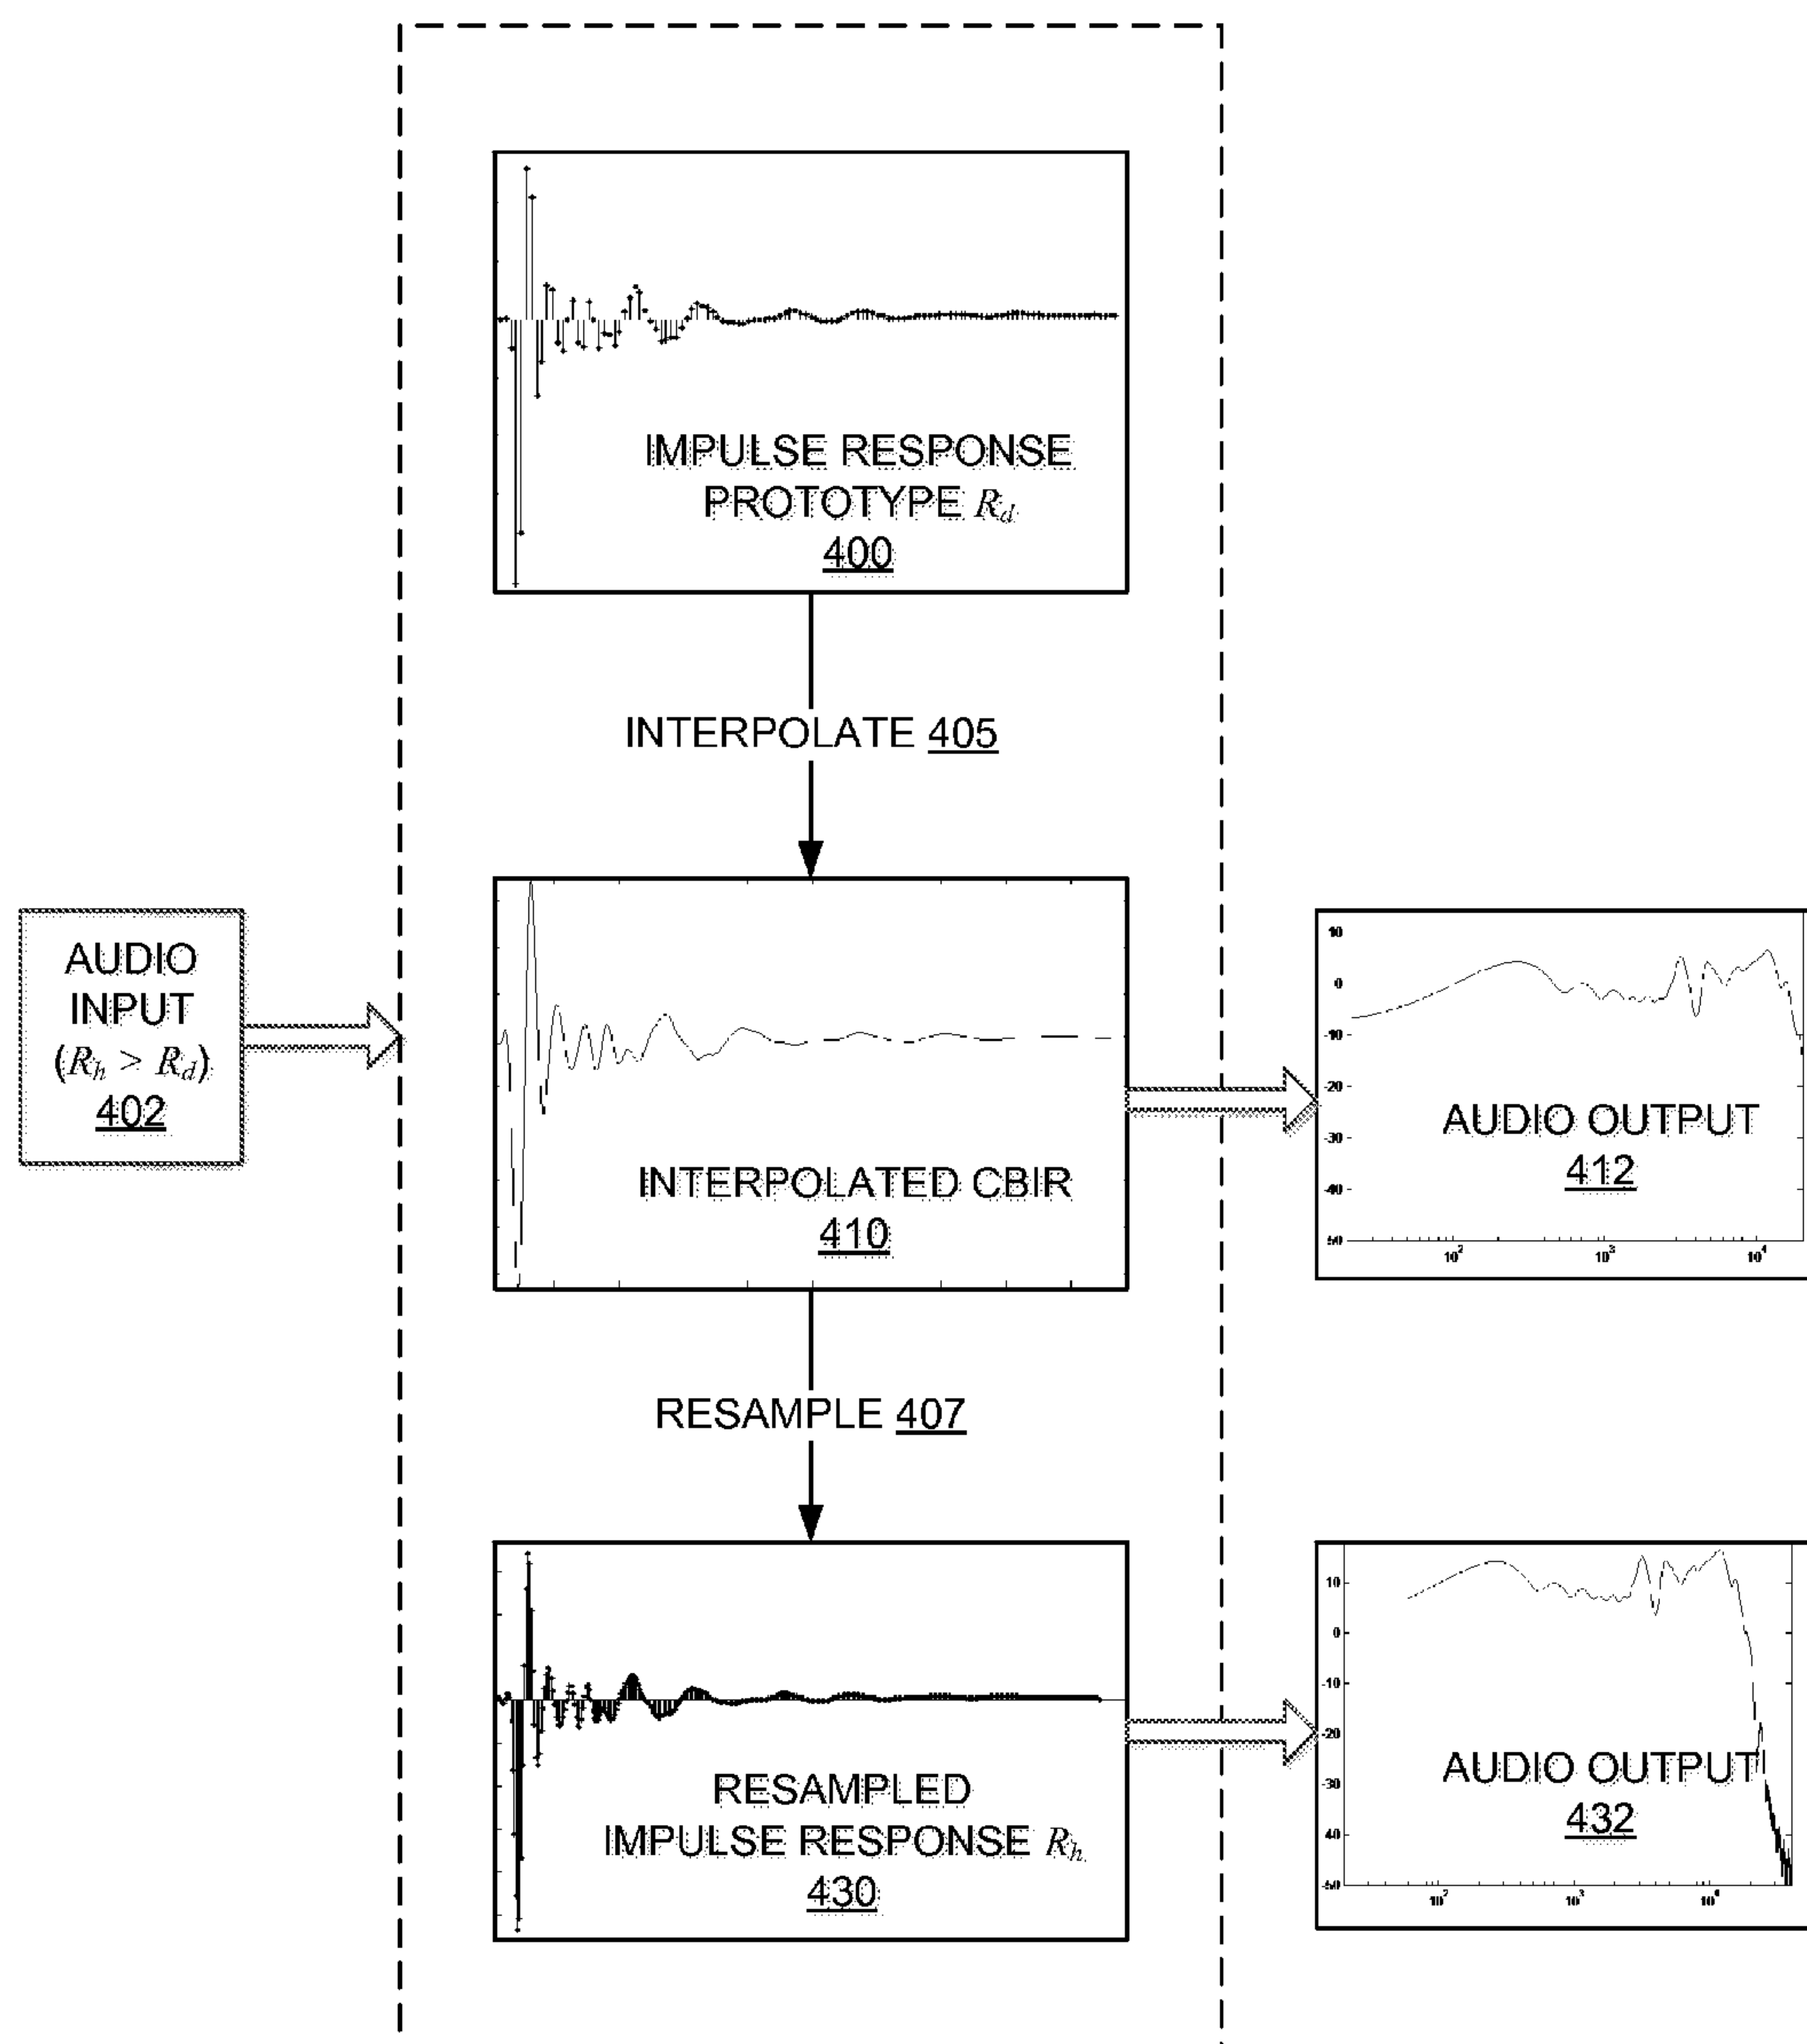 IMPULSE RESPONSE
PROTOTYPE Rd
400
INTERPOLATE 405
AUDIO
INPUT
(Rh > Rd)
402
INTERPOLATED CBIR
410
10
0
-10
-20
-30
-40
AUDIO OUTPUT
412
10²
10³
10⁴
RESAMPLE 407
RESAMPLED
IMPULSE RESPONSE Rh
430
10
0
-10
-20
-30
40
-50
AUDIO OUTPUT
432
10²
10³
10⁴